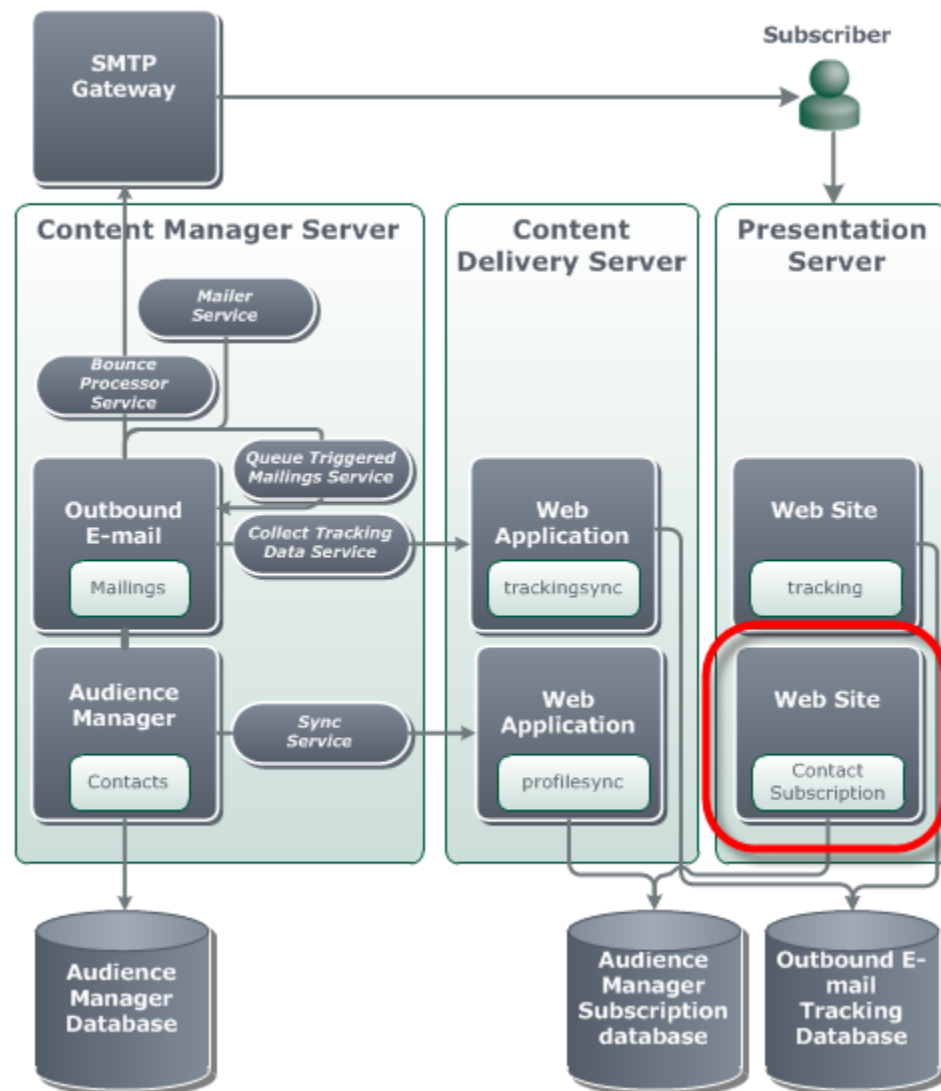 SMTP
Gateway
Subscriber
Content Manager Server
Content
Delivery Server
Presentation
Server
Mailer
Service
Bounce
Processor
Service
Queue Triggered
Mailings Service
Outbound
E-mail
Mailings
Collect Tracking
Data Service
Web
Application
trackingsync
Web Site
tracking
Audience
Manager
Contacts
Sync
Service
Web
Application
profilesync
Web Site
Contact
Subscription
Audience
Manager
Database
Audience
Manager
Subscription
database
Outbound E-
mail
Tracking
Database